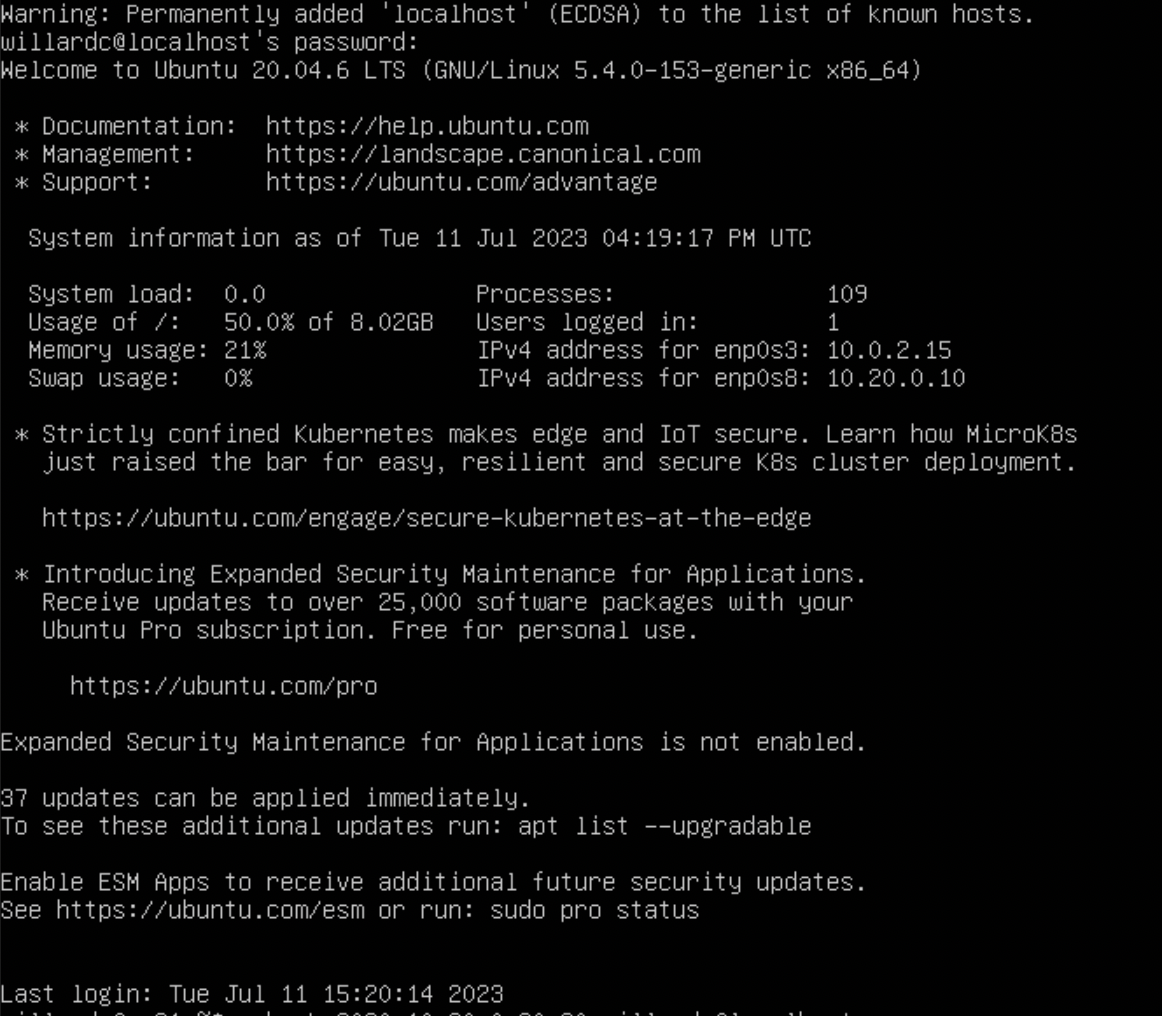 Warning: Permanently added 'localhost' (ECDSA) to the list of known hosts.
willardc@localhost's password:
Welcome to Ubuntu 20.04.6 LTS (GNU/Linux 5.4.0-153-generic x86_64)
* Documentation:  https://help.ubuntu.com
* Management:     https://landscape.canonical.com
* Support:        https://ubuntu.com/advantage
System information as of Tue 11 Jul 2023 04:19:17 PM UTC
System load:  0.0               Processes:               109
Usage of /:   50.0% of 8.02GB   Users logged in:         1
Memory usage: 21%               IPv4 address for enp0s3: 10.0.2.15
Swap usage:   0%                IPv4 address for enp0s8: 10.20.0.10
* Strictly confined Kubernetes makes edge and IoT secure. Learn how MicroK8s
just raised the bar for easy, resilient and secure K8s cluster deployment.
https://ubuntu.com/engage/secure-kubernetes-at-the-edge
* Introducing Expanded Security Maintenance for Applications.
Receive updates to over 25,000 software packages with your
Ubuntu Pro subscription. Free for personal use.
https://ubuntu.com/pro
Expanded Security Maintenance for Applications is not enabled.
37 updates can be applied immediately.
To see these additional updates run: apt list --upgradable
Enable ESM Apps to receive additional future security updates.
See https://ubuntu.com/esm or run: sudo pro status
Last login: Tue Jul 11 15:20:14 2023